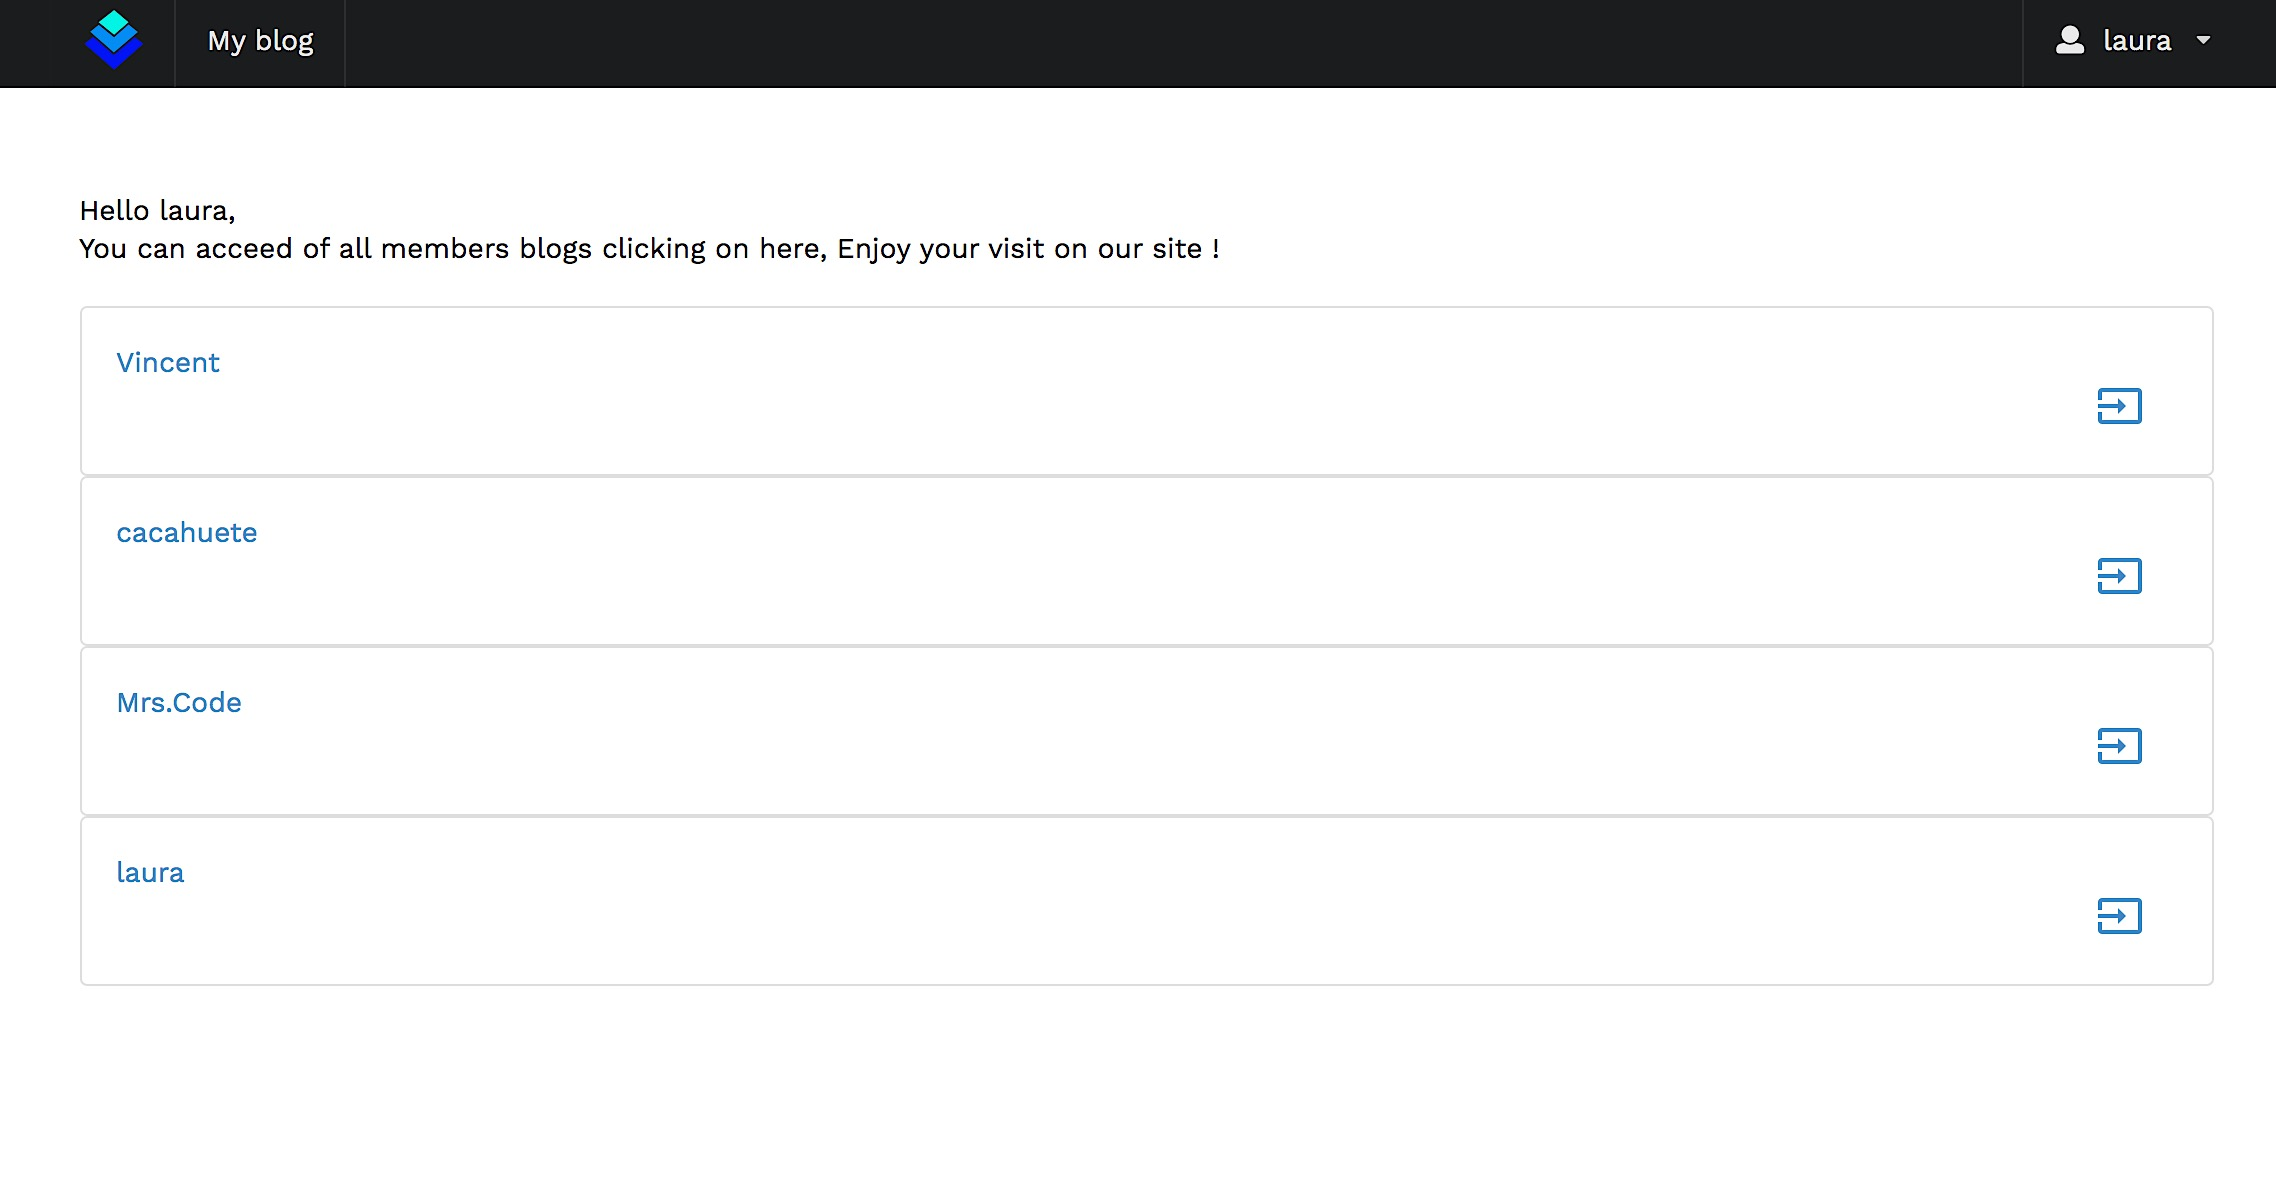 My blog
laura
Hello laura,
You can acceed of all members blogs clicking on here, Enjoy your visit on our site !
Vincent
cacahuete
Mrs.Code
laura